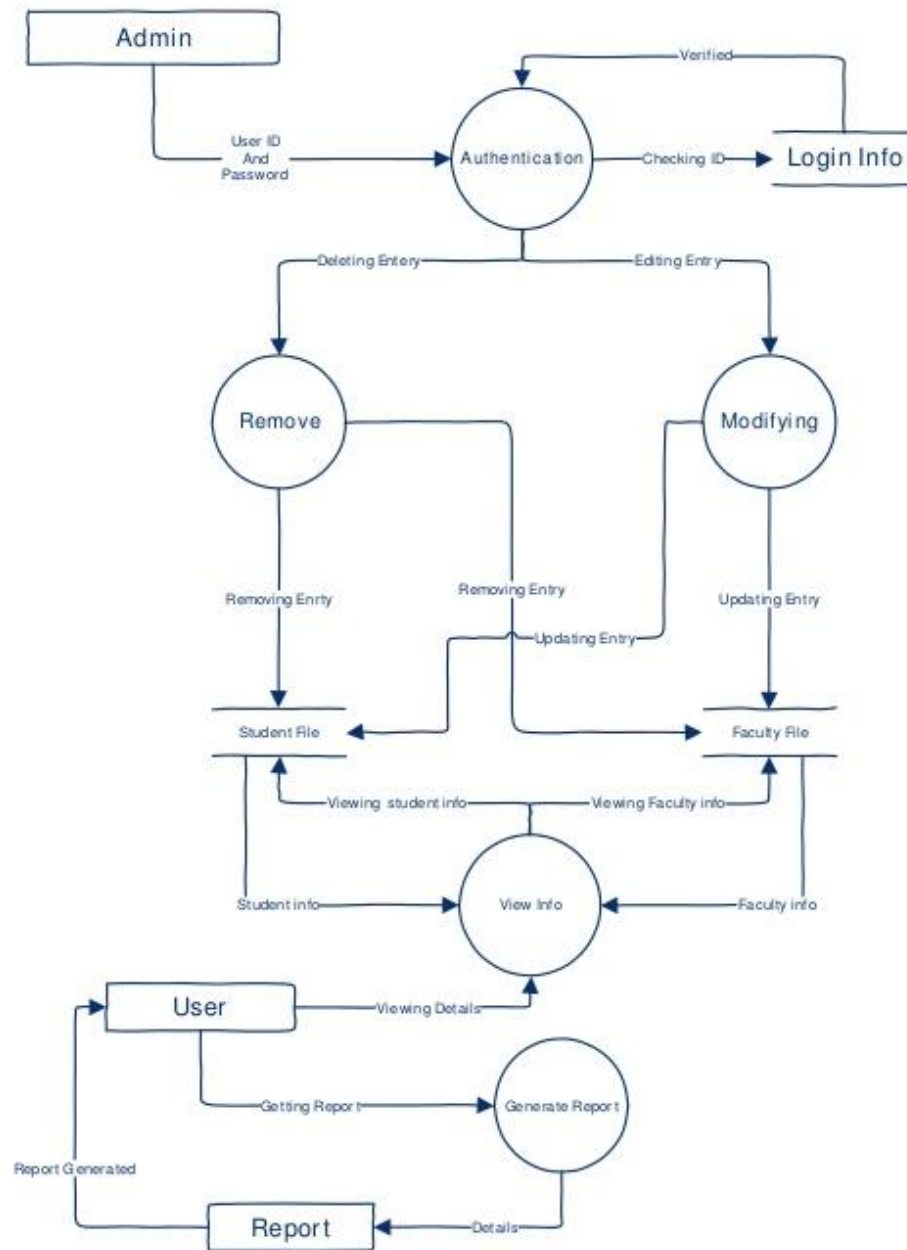 Admin
Verified
User ID
And
Password
Authentication
Checking ID
Login Info
Deleting Entery
Editing Entry
Remove
Modifying
Removing Enrty
Removing Entry
Updating Entry
Updating Entry
Student File
Faculty File
Viewing student info
Viewing Faculty info
Student info
View Info
Faculty info
User
Viewing Details
Getting Report
Generate Report
Report Generated
Report
Details